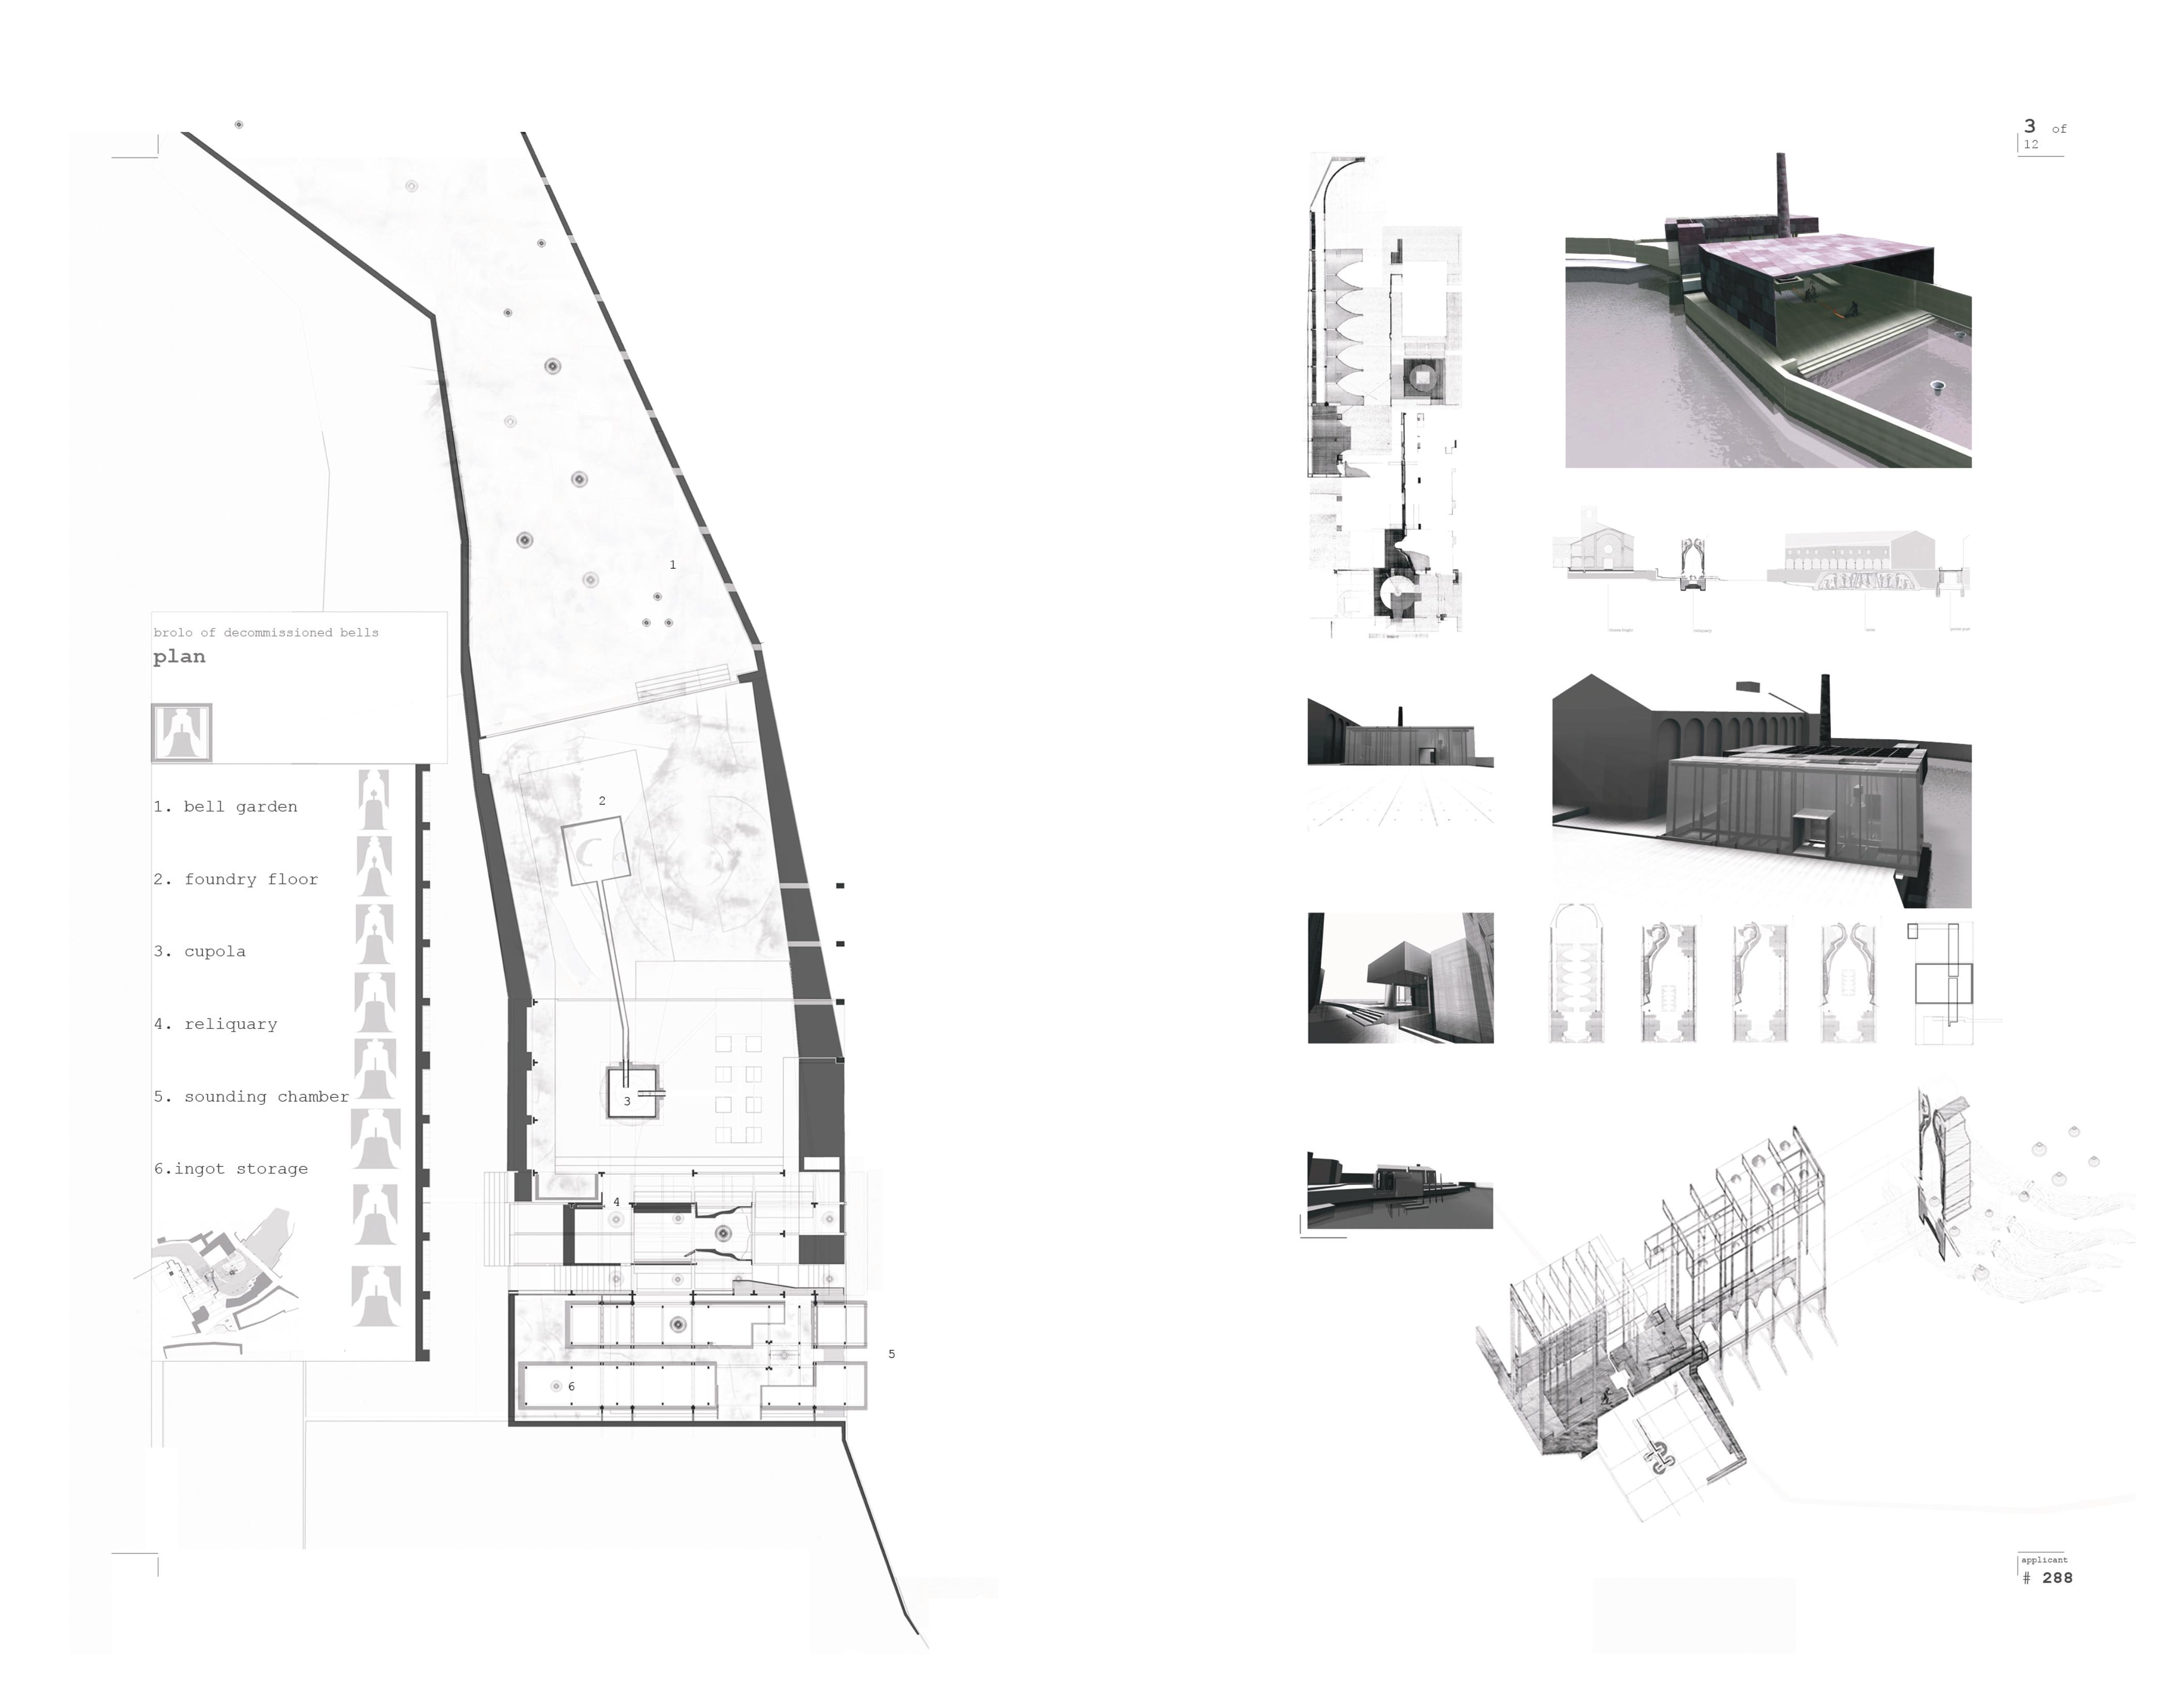 3 of
12
1
brolo of decommissioned bells
plan
2
1. bell garden
2. foundry floor
3. cupola
4. reliquary
5. sounding chamber
6.ingot storage
3
4
5
6
applicant
# 288